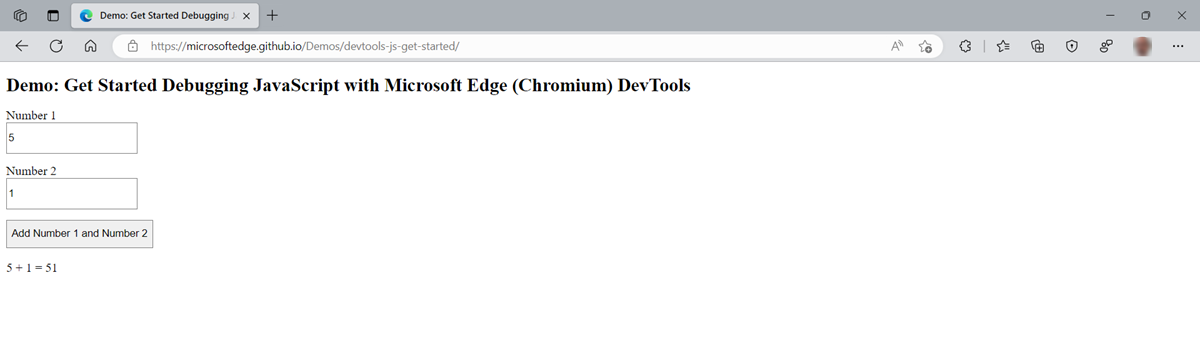 Demo: Get Started Debugging J
https://microsoftedge.github.io/Demos/devtools-js-get-started/
Demo: Get Started Debugging JavaScript with Microsoft Edge (Chromium) DevTools
Number 1
5
Number 2
1
Add Number 1 and Number 2
5 + 1 = 51